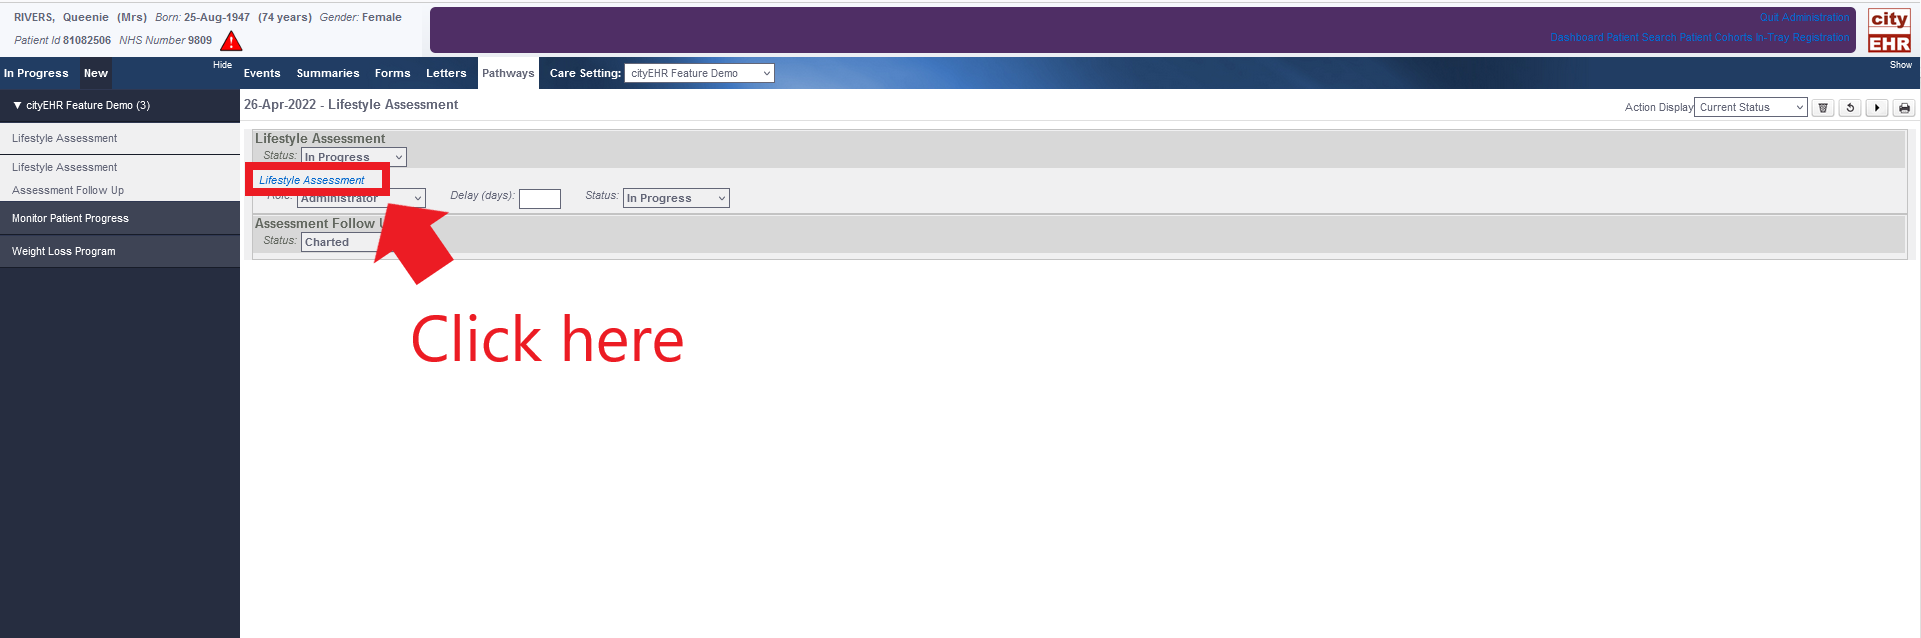 RIVERS, Queenie (Mrs) Born: 25-Aug-1947 (74 years) Gender: Female
Patient Id 81082506 NHS Number 9809
Quit Administration
Dashboard Patient Search Patient Cohorts In-Tray Registration
city
EHR
In Progress New
Hide
Events Summaries Forms Letters Pathways Care Setting: cityEHR Feature Demo
Show
▼ cityEHR Feature Demo (3)
Lifestyle Assessment
Lifestyle Assessment
Assessment Follow Up
Monitor Patient Progress
Weight Loss Program
26-Apr-2022 - Lifestyle Assessment
Action Display Current Status
Lifestyle Assessment
Status: In Progress
Lifestyle Assessment
Role: Administrator Delay (days): Status: In Progress
Assessment Follow U
Status: Charted
Click here